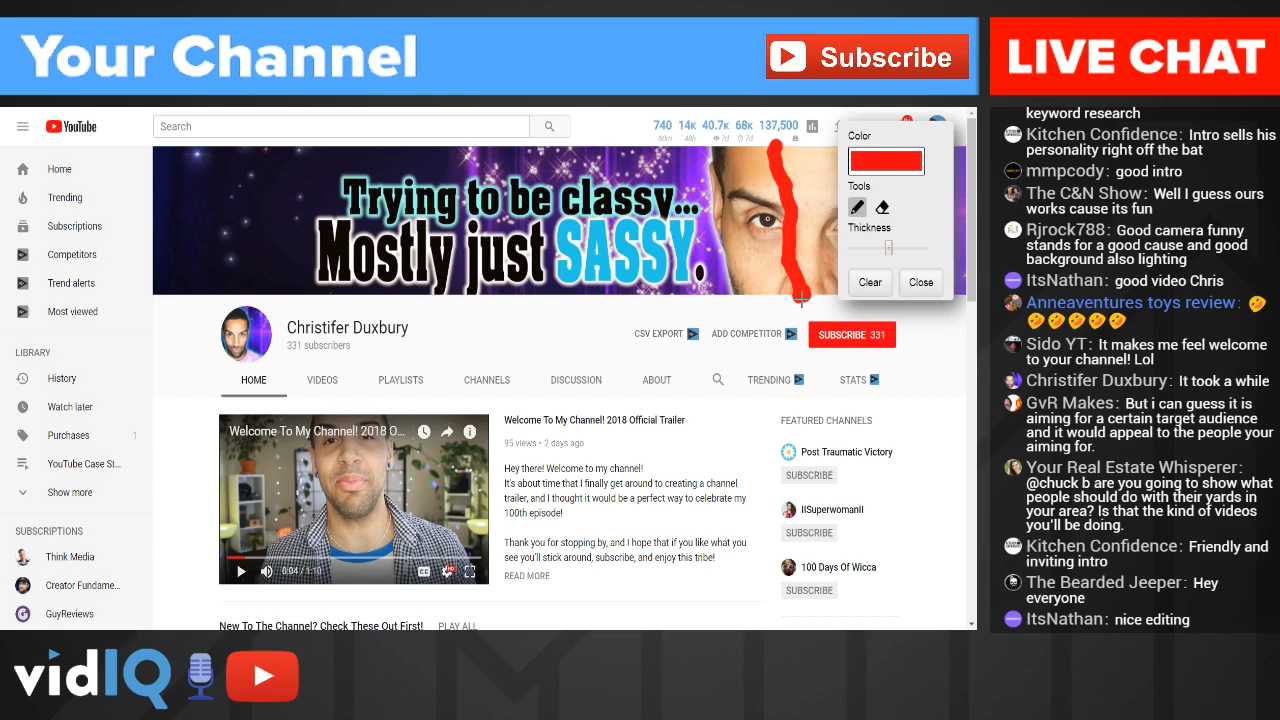 Your Channel
Subscribe
LIVE CHAT
YouTube
Search
740 14K 40.7K 68K 137,500
60m 48h 7d 7d
Home
Trending
Subscriptions
Competitors
Trend alerts
Most viewed
LIBRARY
History
Watch later
Purchases 1
YouTube Case St...
Show more
SUBSCRIPTIONS
Think Media
Creator Fundame...
GuyReviews
Trying to be classy...
Mostly just SASSY.
Color
Tools
Thickness
Clear Close
Christifer Duxbury
331 subscribers
CSV EXPORT ADD COMPETITOR SUBSCRIBE 331
HOME VIDEOS PLAYLISTS CHANNELS DISCUSSION ABOUT TRENDING STATS
Welcome To My Channel! 2018 O...
0:04 / 1:10
CC HD
Welcome To My Channel! 2018 Official Trailer
95 views • 2 days ago
Hey there! Welcome to my channel!
It's about time that I finally get around to creating a channel
trailer, and I thought it would be a perfect way to celebrate my
100th episode!
Thank you for stopping by, and I hope that if you like what you
see you'll stick around, subscribe, and enjoy this tribe!
READ MORE
FEATURED CHANNELS
Post Traumatic Victory
SUBSCRIBE
IISuperwomanII
SUBSCRIBE
100 Days Of Wicca
SUBSCRIBE
New To The Channel? Check These Out First! PLAY ALL
keyword research
Kitchen Confidence: Intro sells his
personality right off the bat
mmpcody: good intro
The C&N Show: Well I guess ours
works cause its fun
Rjrock788: Good camera funny
stands for a good cause and good
background also lighting
ItsNathan: good video Chris
Anneaventures toys review:
Sido YT: It makes me feel welcome
to your channel! Lol
Christifer Duxbury: It took a while
GvR Makes: But i can guess it is
aiming for a certain target audience
and it would appeal to the people your
aiming for.
Your Real Estate Whisperer:
@chuck b are you going to show what
people should do with their yards in
your area? Is that the kind of videos
you'll be doing.
Kitchen Confidence: Friendly and
inviting intro
The Bearded Jeeper: Hey
everyone
ItsNathan: nice editing
vidIQ